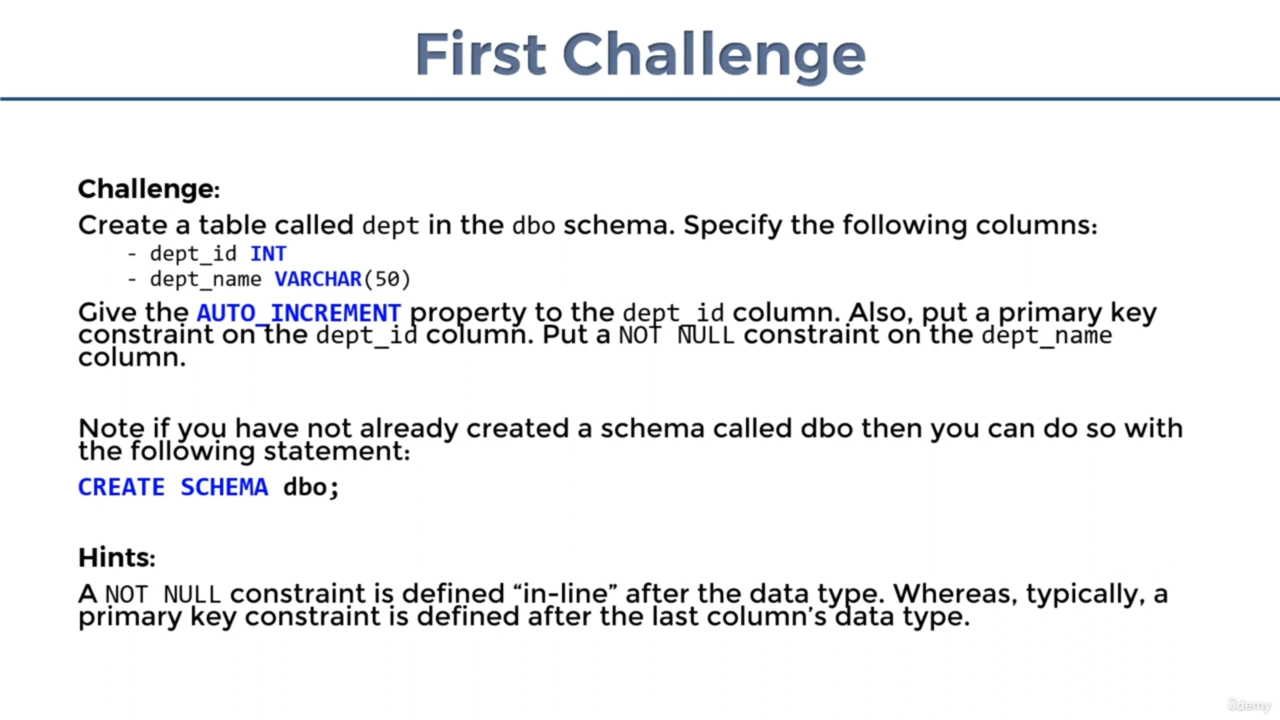 First Challenge
Challenge:
Create a table called dept in the dbo schema. Specify the following columns:
- dept_id INT
- dept_name VARCHAR(50)
Give the AUTO_INCREMENT property to the dept_id column. Also, put a primary key
constraint on the dept_id column. Put a NOT NULL constraint on the dept_name
column.
Note if you have not already created a schema called dbo then you can do so with
the following statement:
CREATE SCHEMA dbo;
Hints:
A NOT NULL constraint is defined “in-line” after the data type. Whereas, typically, a
primary key constraint is defined after the last column’s data type.
ûdemy